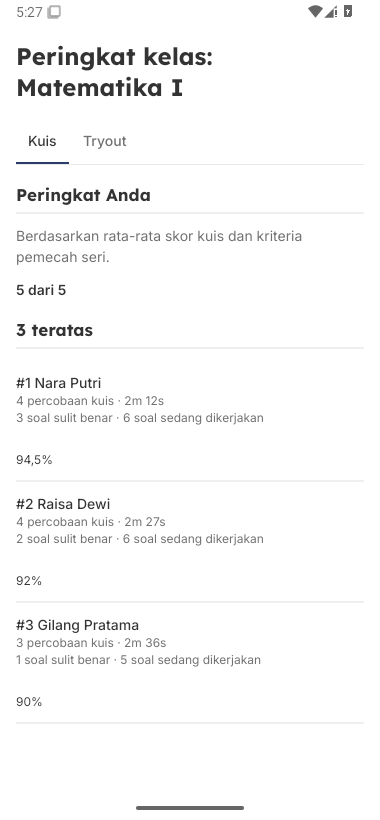 5:27
Peringkat kelas:
Matematika I
Kuis
Tryout
Peringkat Anda
Berdasarkan rata-rata skor kuis dan kriteria
pemecah seri.
5 dari 5
3 teratas
#1 Nara Putri
4 percobaan kuis · 2m 12s
3 soal sulit benar · 6 soal sedang dikerjakan
94,5%
#2 Raisa Dewi
4 percobaan kuis · 2m 27s
2 soal sulit benar · 6 soal sedang dikerjakan
92%
#3 Gilang Pratama
3 percobaan kuis · 2m 36s
1 soal sulit benar · 5 soal sedang dikerjakan
90%